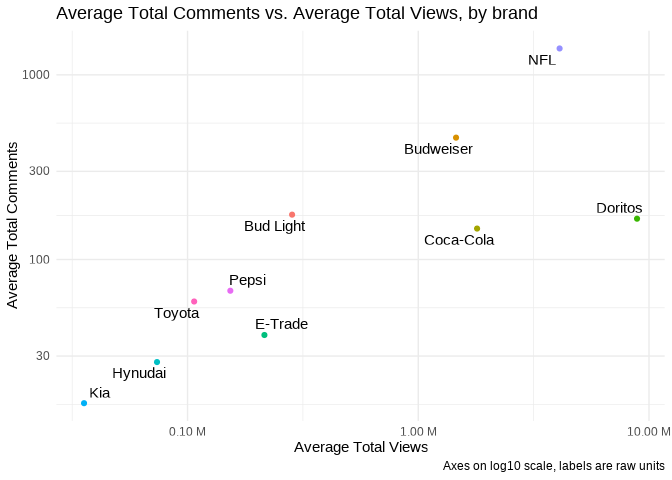 Average Total Comments vs. Average Total Views, by brand
NFL
1000
Budweiser
300
Doritos
Bud Light
Coca-Cola
100
Pepsi
Toyota
E-Trade
30
Hynudai
Kia
Average Total Comments
0.10 M
1.00 M
10.00 M
Average Total Views
Axes on log10 scale, labels are raw units